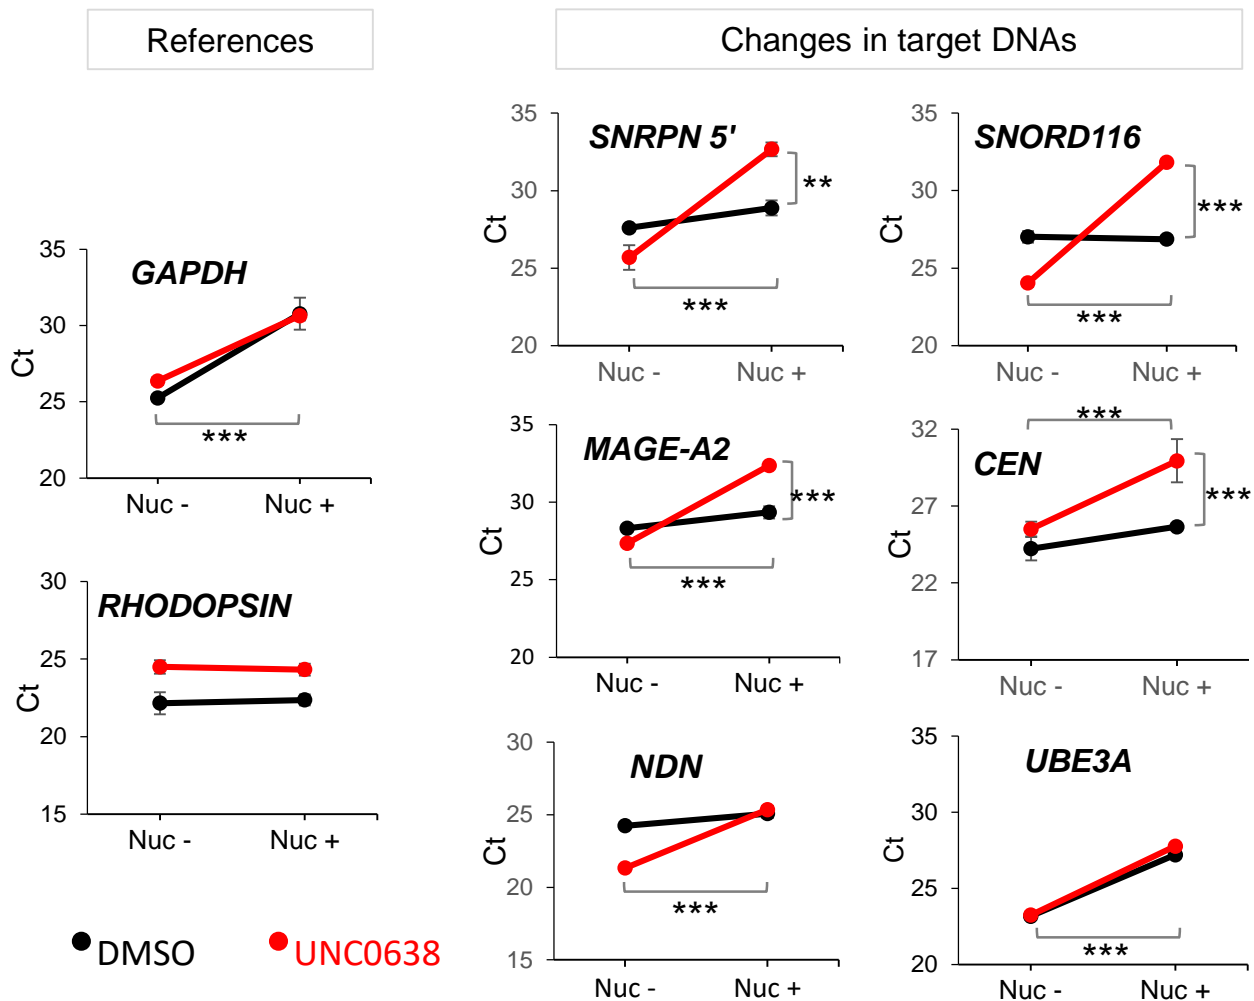 References
Changes in target DNAs
GAPDH
Ct
35
30
25
20
***
Nuc - Nuc +
RHODOPSIN
Ct
30
25
20
15
Nuc - Nuc +
DMSO UNC0638
SNRPN 5'
Ct
35
30
25
20
**
***
Nuc - Nuc +
SNORD116
Ct
35
30
25
20
***
***
Nuc - Nuc +
MAGE-A2
Ct
35
30
25
20
***
***
Nuc - Nuc +
CEN
Ct
32
27
22
17
***
***
Nuc - Nuc +
NDN
Ct
30
25
20
15
***
Nuc - Nuc +
UBE3A
Ct
35
30
25
20
***
Nuc - Nuc +